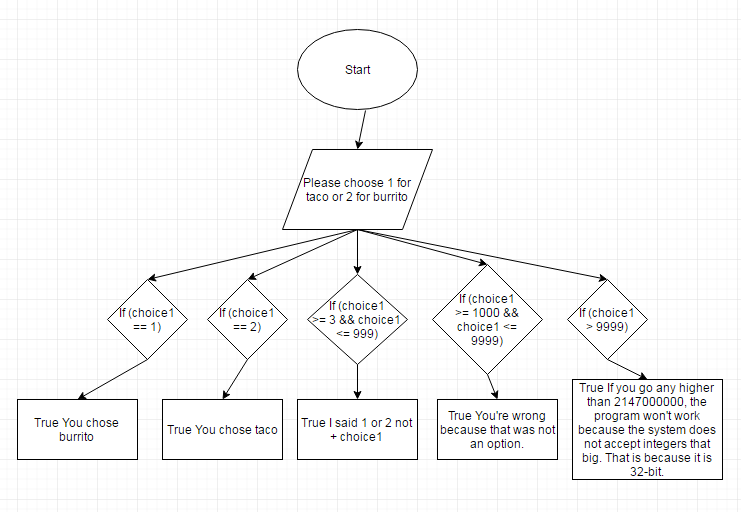 Start
Please choose 1 for
taco or 2 for burrito
If (choice1
== 1)
If (choice1
== 2)
If (choice1
>= 3 && choice1
<= 999)
If (choice1
>= 1000 &&
choice1 <=
9999)
If (choice1
> 9999)
True You chose
burrito
True You chose taco
True I said 1 or 2 not
+ choice1
True You're wrong
because that was not
an option.
True If you go any higher
than 2147000000, the
program won't work
because the system does
not accept integers that
big. That is because it is
32-bit.